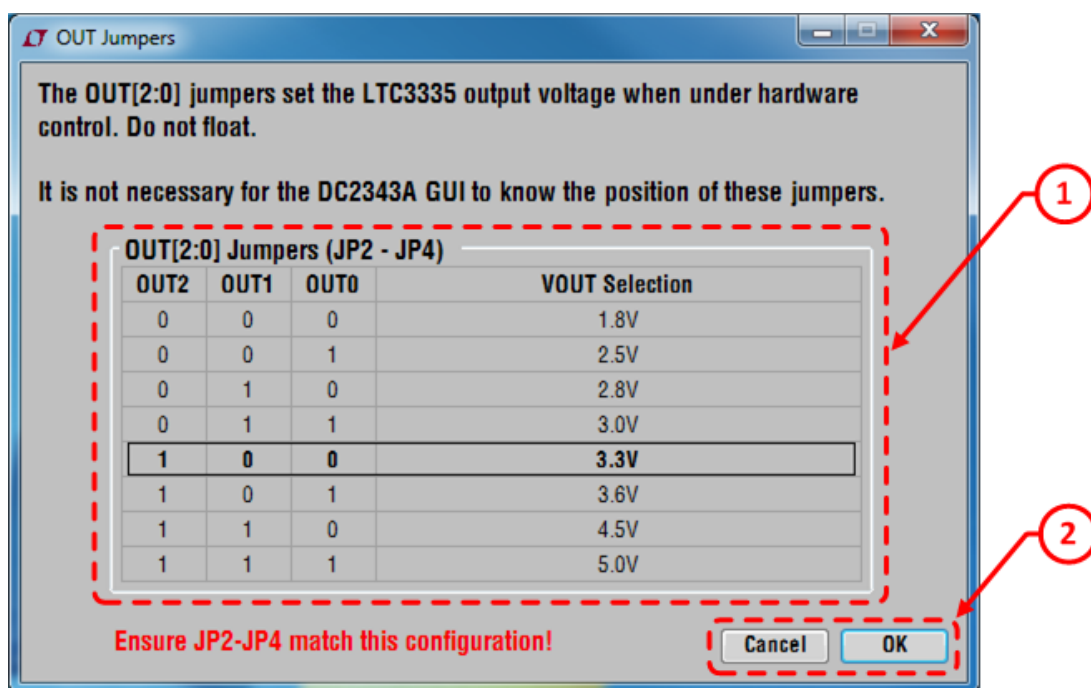 OUT Jumpers
The OUT[2:0] jumpers set the LTC3335 output voltage when under hardware
control. Do not float.
It is not necessary for the DC2343A GUI to know the position of these jumpers.
1
OUT[2:0] Jumpers (JP2 - JP4)
OUT2 OUT1 OUT0 VOUT Selection
0 0 0 1.8V
0 0 1 2.5V
0 1 0 2.8V
0 1 1 3.0V
1 0 0 3.3V
1 0 1 3.6V
1 1 0 4.5V
2
1 1 1 5.0V
Ensure JP2-JP4 match this configuration!
Cancel OK